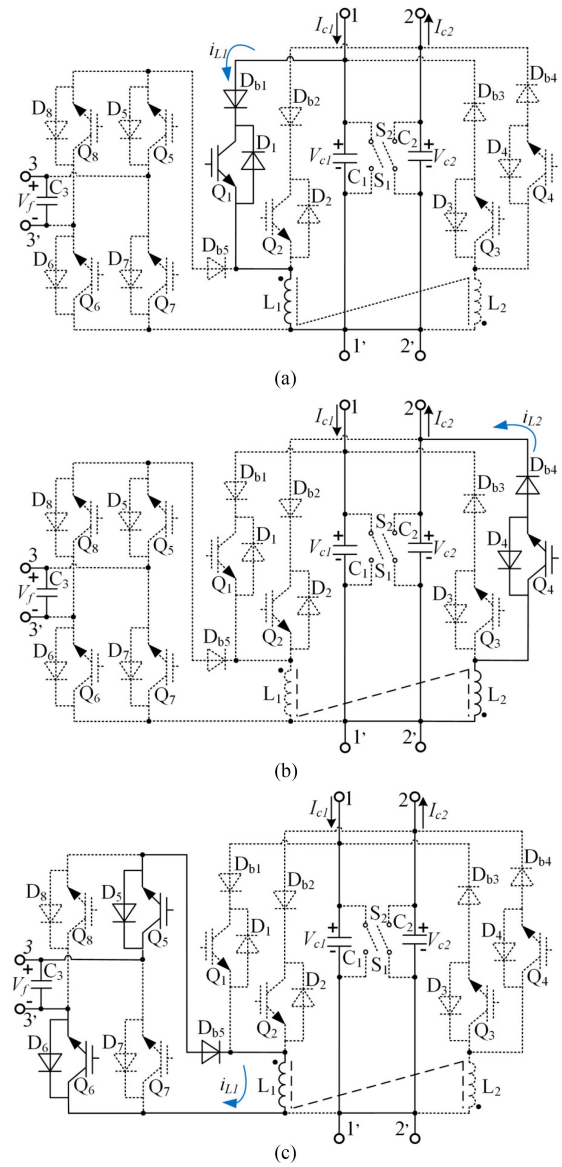 1 2
I_c1 I_c2
i_L1
D_b1 D_b2 D_b3 D_b4
D_8 D_5
Q_8 Q_5
D_1 S_2 C_2 D_4
V_c1 V_c2
3 + C_3 Q_1 C_1 S_1 Q_4
V_f D_2 D_3
- 3'
D_6 D_7 D_b5 Q_2 Q_3
Q_6 Q_7 L_1 L_2
1' 2'
(a)
1 2
I_c1 I_c2 i_L2
D_b1 D_b2 D_b3 D_b4
D_8 D_5
Q_8 Q_5
D_1 S_2 C_2 D_4
V_c1 V_c2
3 + C_3 Q_1 C_1 S_1 Q_4
V_f D_2 D_3
- 3'
D_6 D_7 D_b5 Q_2 Q_3
Q_6 Q_7 L_1 L_2
1' 2'
(b)
1 2
I_c1 I_c2
D_b1 D_b2 D_b3 D_b4
D_8 D_5
Q_8 Q_5
D_1 S_2 C_2 D_4
V_c1 V_c2
3 + C_3 Q_1 C_1 S_1 Q_4
V_f D_2 D_3
- 3'
D_6 D_7 D_b5 Q_2 Q_3
Q_6 Q_7 i_L1 L_1 L_2
1' 2'
(c)